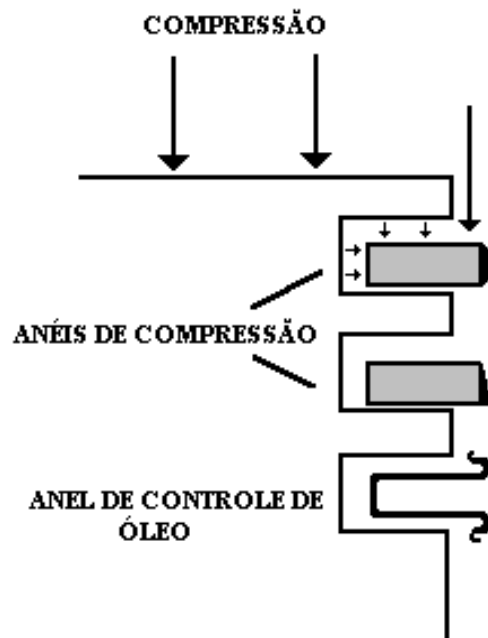 COMPRESSÃO
ANÉIS DE COMPRESSÃO
ANEL DE CONTROLE DE
ÓLEO